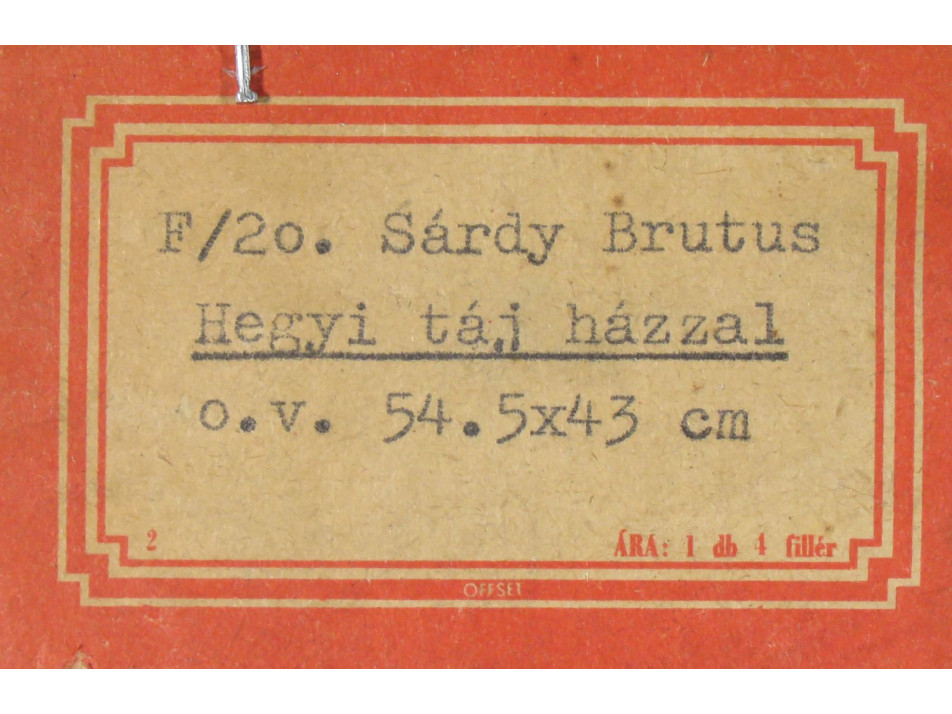 F/2o. Sárdy Brutus
Hegyi táj házzal
o.v. 54.5x43 cm
2
ÁRA: 1 db 4 fillér
OFFSET